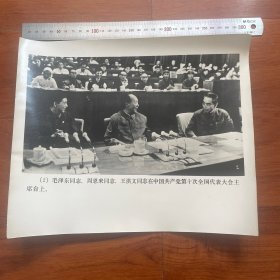 (2) 毛泽东同志、周恩来同志、王洪文同志在中国共产党第十次全国代表大会主
席台上。